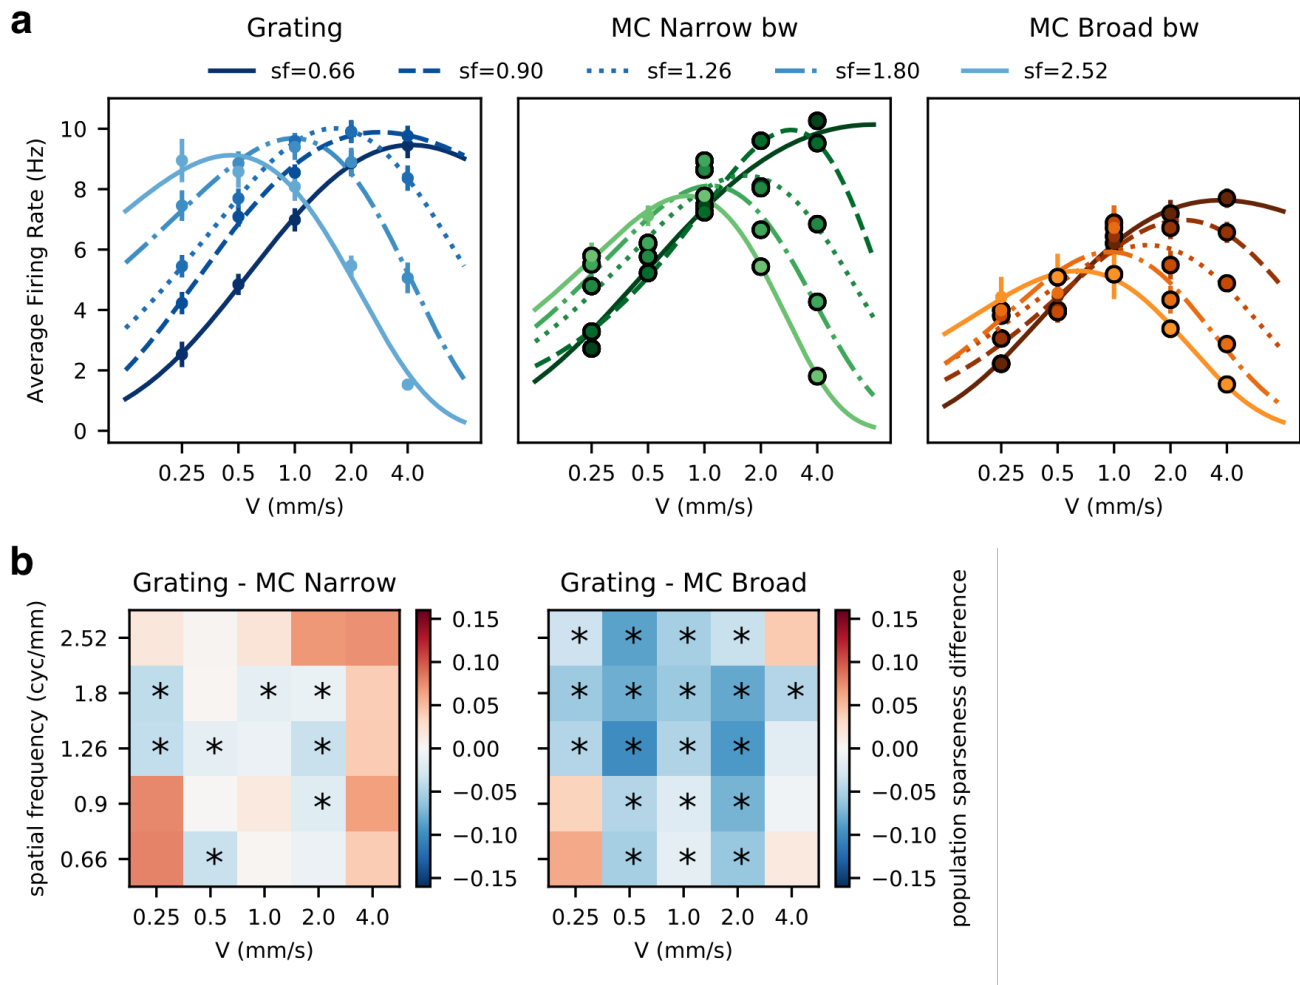 a
Grating
MC Narrow bw
MC Broad bw
sf=0.66
sf=0.90
sf=1.26
sf=1.80
sf=2.52
Average Firing Rate (Hz)
10
8
6
4
2
0
0.25 0.5 1.0 2.0 4.0
V (mm/s)
0.25 0.5 1.0 2.0 4.0
V (mm/s)
0.25 0.5 1.0 2.0 4.0
V (mm/s)
b
Grating - MC Narrow
spatial frequency (cyc/mm)
2.52
1.8
1.26
0.9
0.66
* * *
* * *
*
*
0.25 0.5 1.0 2.0 4.0
V (mm/s)
0.15
0.10
0.05
0.00
−0.05
−0.10
−0.15
Grating - MC Broad
* * * *
* * * * *
* * * *
* * *
* * *
0.25 0.5 1.0 2.0 4.0
V (mm/s)
0.15
0.10
0.05
0.00
−0.05
−0.10
−0.15
population sparseness difference